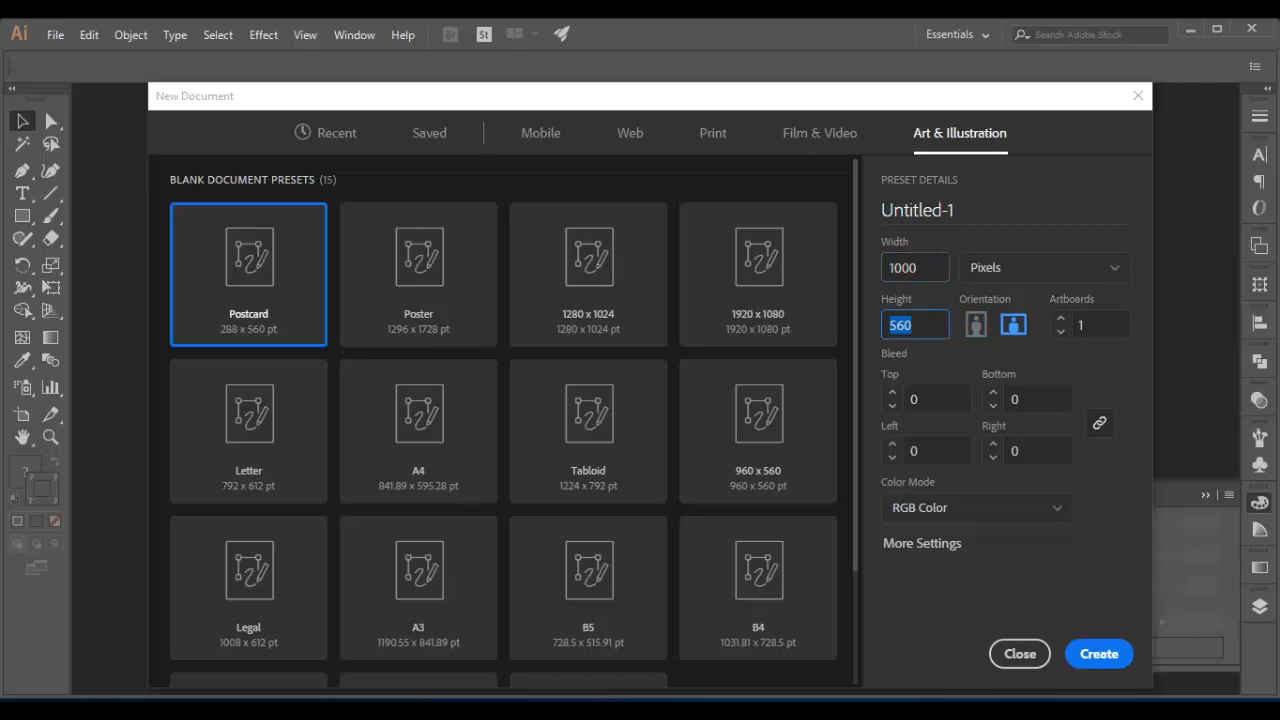 Ai File Edit Object Type Select Effect View Window Help Br St Essentials Search Adobe Stock
New Document
Recent Saved Mobile Web Print Film & Video Art & Illustration
BLANK DOCUMENT PRESETS (15)
Postcard
288 x 560 pt
Poster
1296 x 1728 pt
1280 x 1024
1280 x 1024 pt
1920 x 1080
1920 x 1080 pt
Letter
792 x 612 pt
A4
841.89 x 595.28 pt
Tabloid
1224 x 792 pt
960 x 560
960 x 560 pt
Legal
1008 x 612 pt
A3
1190.55 x 841.89 pt
B5
728.5 x 515.91 pt
B4
1031.81 x 728.5 pt
PRESET DETAILS
Untitled-1
Width
1000 Pixels
Height Orientation Artboards
560 1
Bleed
Top Bottom
0 0
Left Right
0 0
Color Mode
RGB Color
More Settings
Close Create